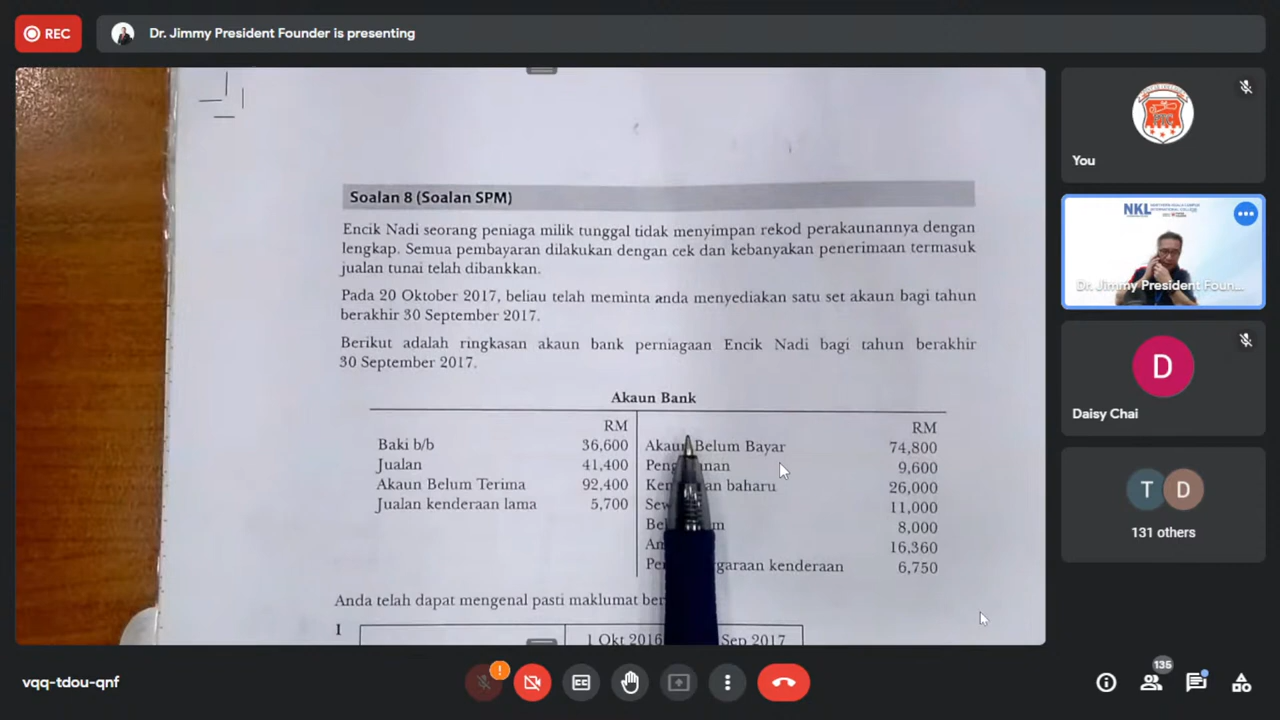 REC
Dr. Jimmy President Founder is presenting
Soalan 8 (Soalan SPM)
Encik Nadi seorang peniaga milik tunggal tidak menyimpan rekod perakaunannya dengan
lengkap. Semua pembayaran dilakukan dengan cek dan kebanyakan penerimaan termasuk
jualan tunai telah dibankkan.
Pada 20 Oktober 2017, beliau telah meminta anda menyediakan satu set akaun bagi tahun
berakhir 30 September 2017.
Berikut adalah ringkasan akaun bank perniagaan Encik Nadi bagi tahun berakhir
30 September 2017.
Akaun Bank
RM RM
Baki b/b 36,600 Akaun Belum Bayar 74,800
Jualan 41,400 9,600
Akaun Belum Terima 92,400 baharu 26,000
Jualan kenderaan lama 5,700 11,000
8,000
16,360
kenderaan 6,750
Anda telah dapat mengenal pasti maklumat
1 1 Okt 2016 Sep 2017
You
NKL
Dr. Jimmy President Foun...
D
Daisy Chai
T D
131 others
vqq-tdou-qnf
135